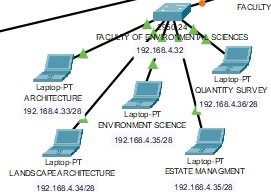 FACULTY
FACULTY OF ENVIRONMENTAL SCIENCES
192.168.4.32
Laptop-PT
ARCHITECTURE
192.168.4.33/28
Laptop-PT
QUANTITY SURVEY
192.168.4.36/28
Laptop-PT
ENVIRONMENT SCIENCE
192.168.4.35/28
Laptop-PT
LANDSCAPE ARCHITECTURE
192.168.4.34/28
Laptop-PT
ESTATE MANAGMENT
192.168.4.35/28